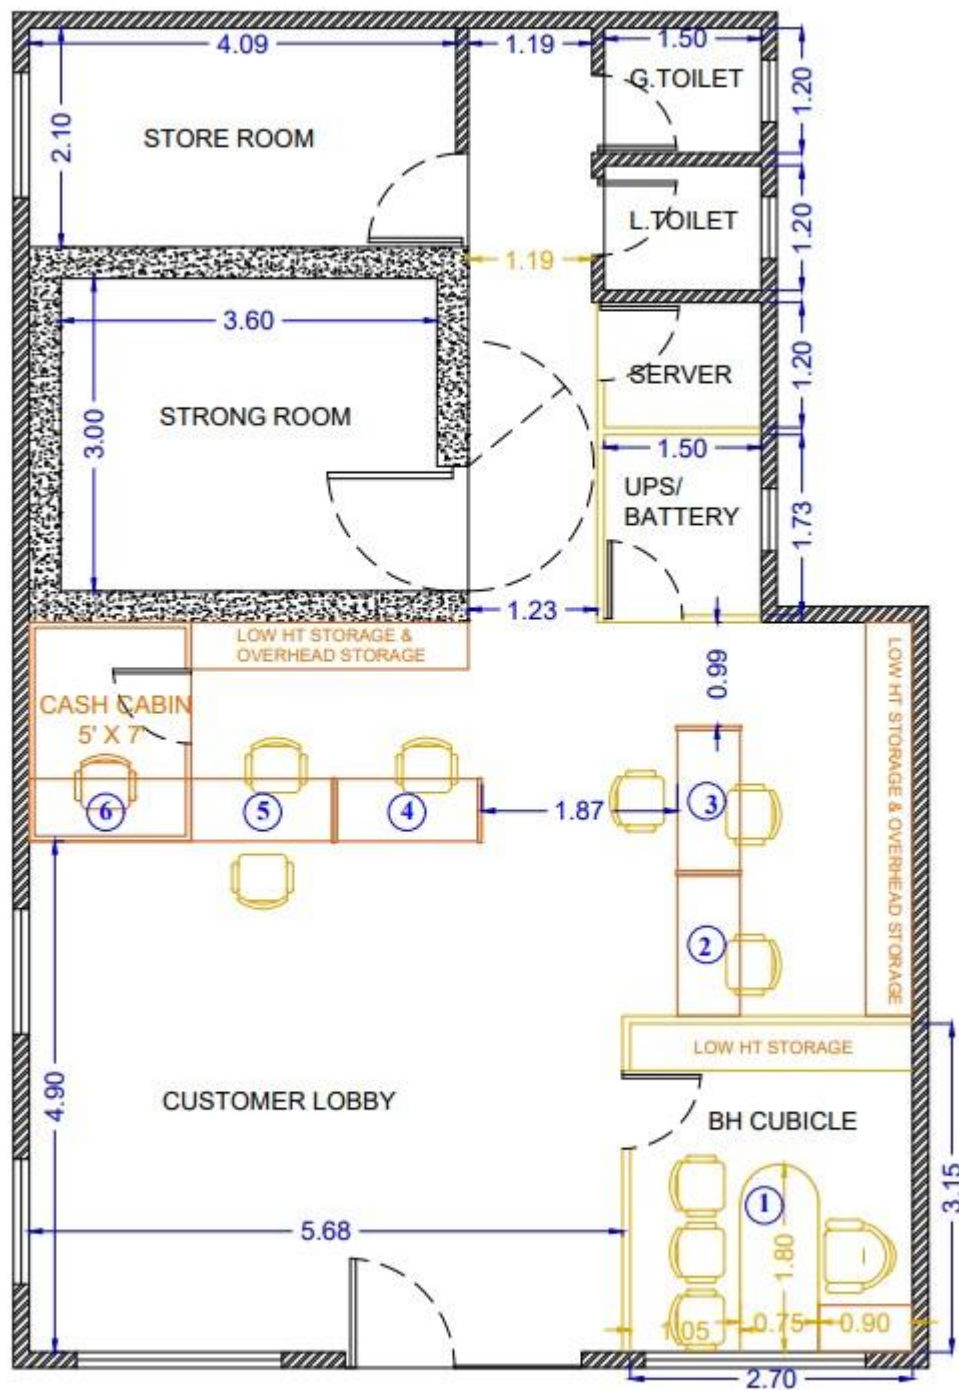 4.09
1.19
1.50
G.TOILET
1.20
2.10
STORE ROOM
L.TOILET
1.20
1.19
3.60
SERVER
1.20
STRONG ROOM
3.00
1.50
UPS/
BATTERY
1.73
1.23
LOW HT STORAGE &
OVERHEAD STORAGE
0.99
LOW HT STORAGE & OVERHEAD STORAGE
CASH CABIN
5' X 7'
6
5
4
1.87
3
2
LOW HT STORAGE
4.90
CUSTOMER LOBBY
BH CUBICLE
3.15
1
5.68
1.80
1.05
0.75
0.90
2.70